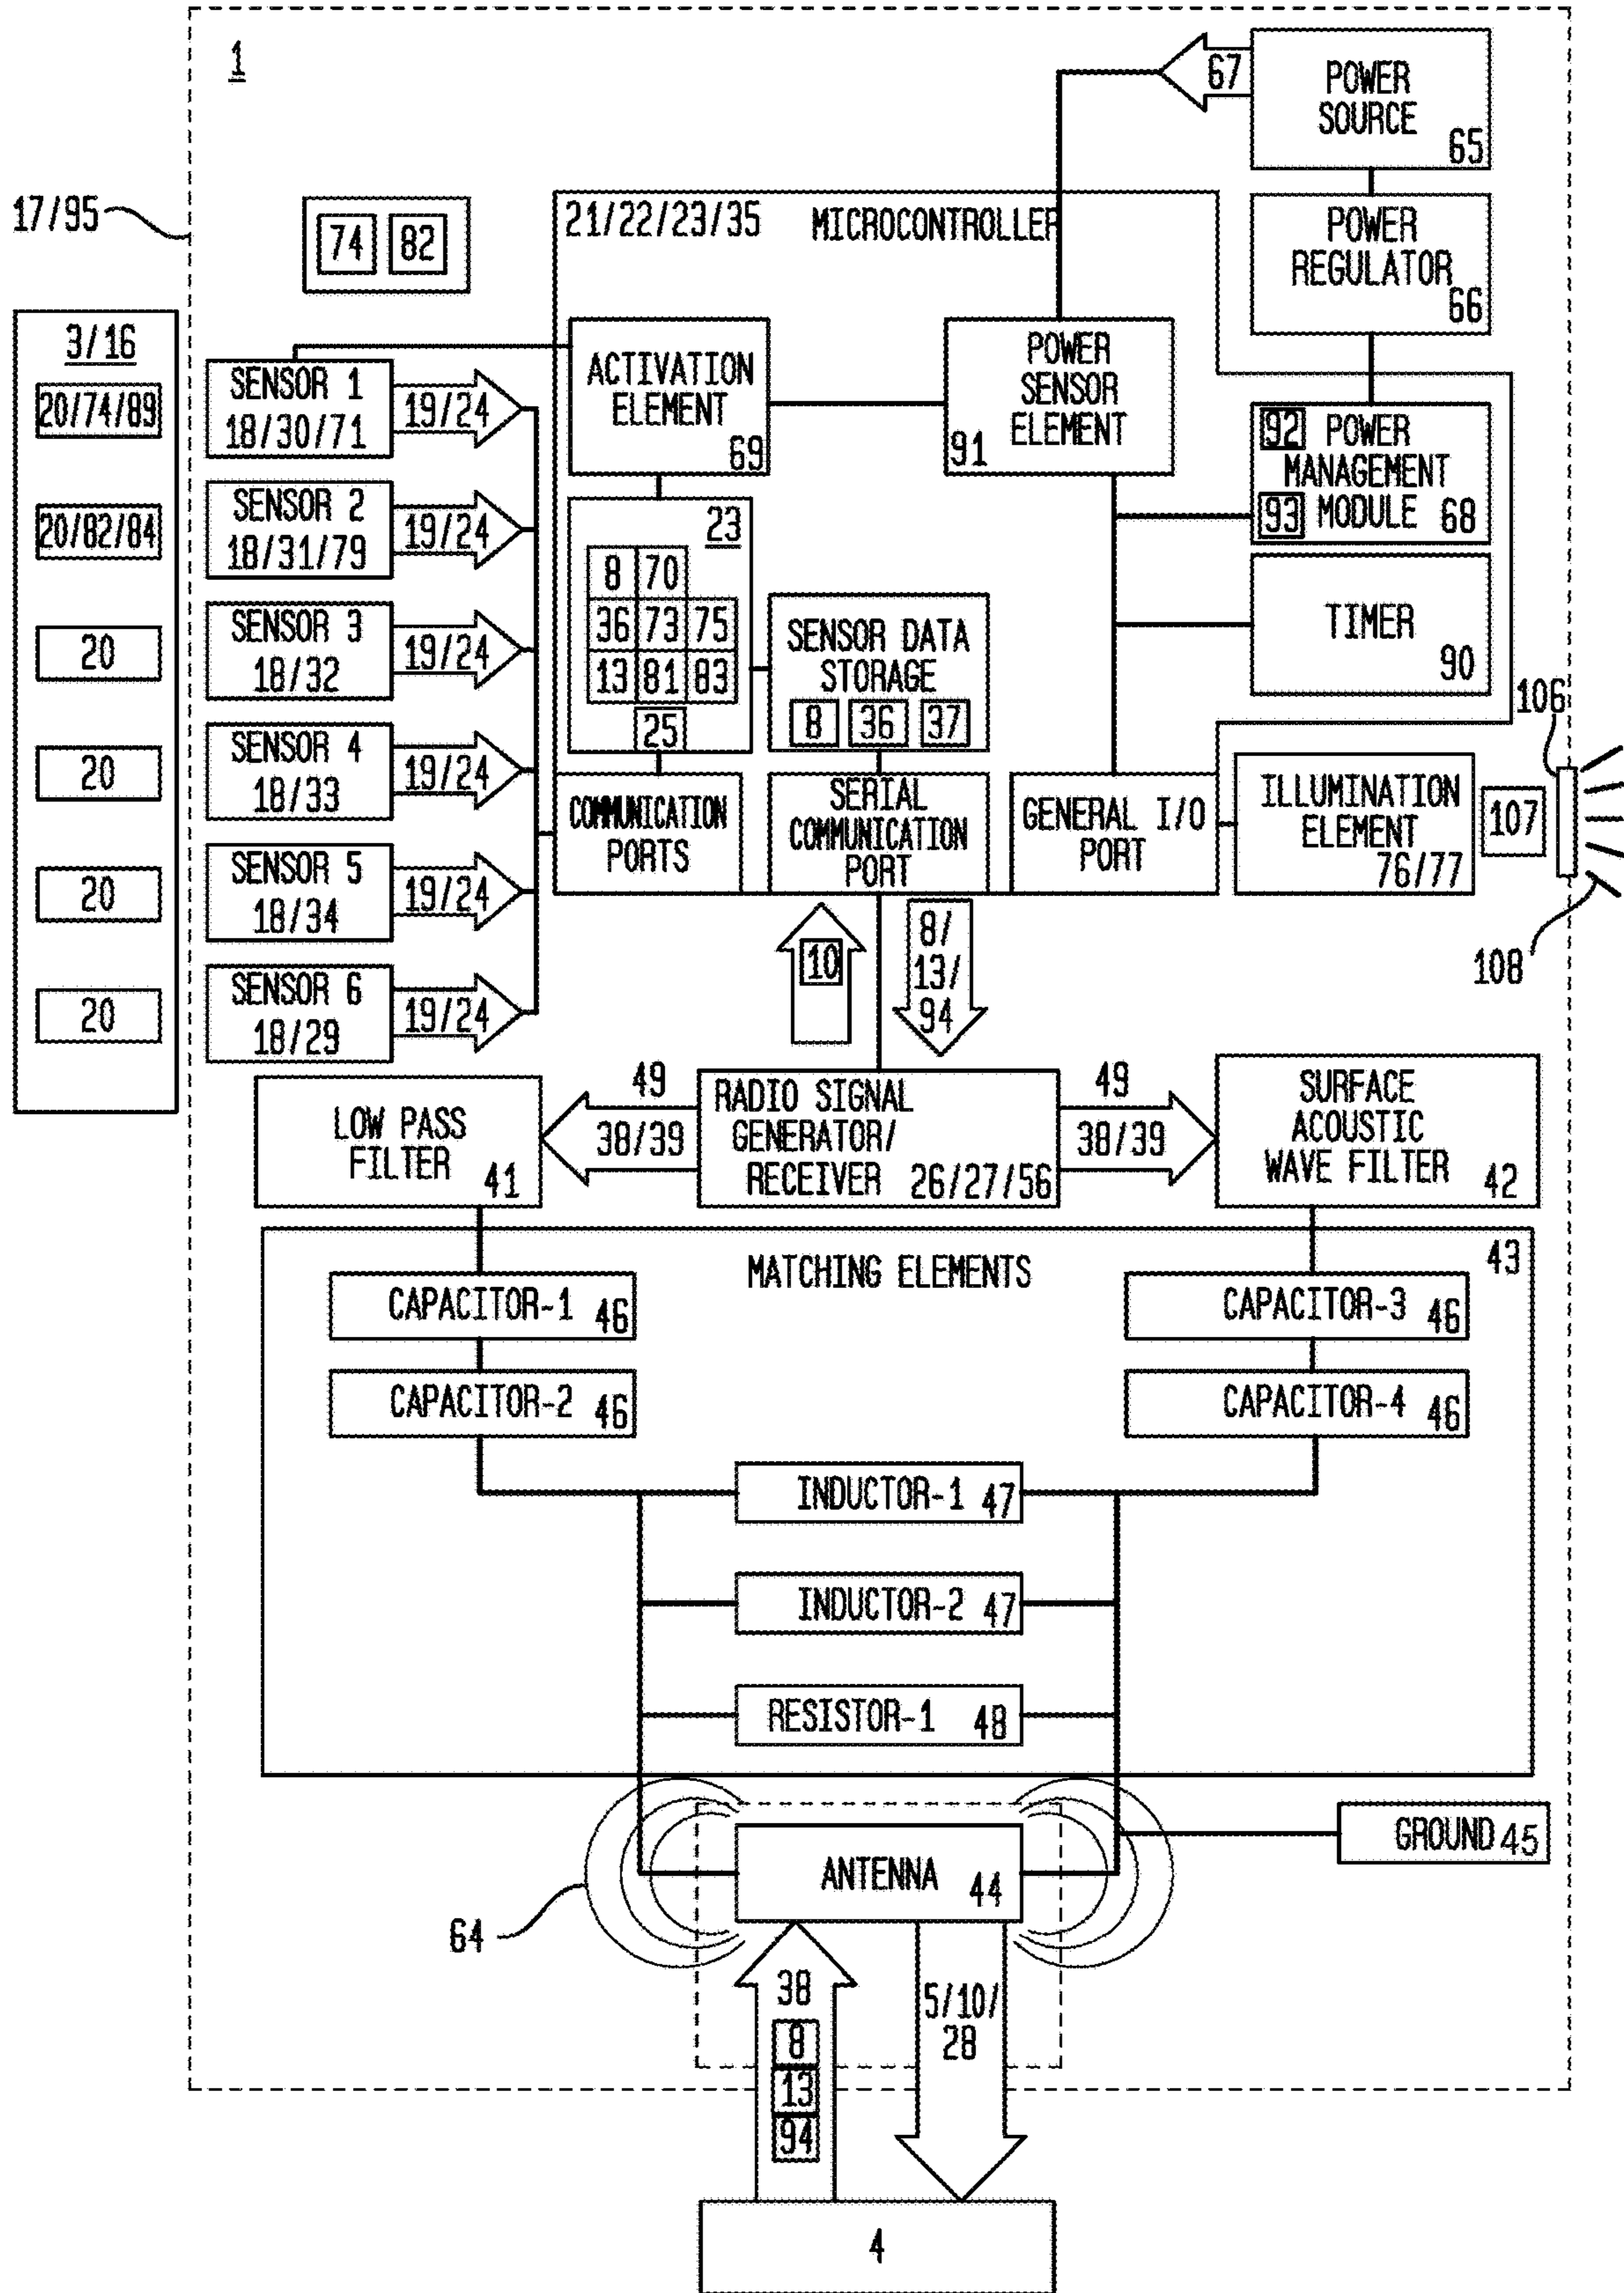 1
17/95
67
POWER
SOURCE
65
21/22/23/35
MICROCONTROLLER
74
82
POWER
REGULATOR
66
3/16
20/74/89
20/82/84
20
20
20
20
SENSOR 1
18/30/71
19/24
SENSOR 2
18/31/79
19/24
SENSOR 3
18/32
19/24
SENSOR 4
18/33
19/24
SENSOR 5
18/34
19/24
SENSOR 6
18/29
19/24
ACTIVATION
ELEMENT
69
POWER
SENSOR
ELEMENT
91
92 POWER
MANAGEMENT
93 MODULE 68
23
8 70
36 73 75
13 81 83
25
SENSOR DATA
STORAGE
8 36 37
TIMER
90
COMMUNICATION
PORTS
SERIAL
COMMUNICATION
PORT
GENERAL I/O
PORT
ILLUMINATION
ELEMENT
76/77
107
106
108
10
8/
13/
94
LOW PASS
FILTER
41
49
38/39
RADIO SIGNAL
GENERATOR/
RECEIVER
26/27/56
49
38/39
SURFACE
ACOUSTIC
WAVE FILTER
42
MATCHING ELEMENTS
43
CAPACITOR-1 46
CAPACITOR-3 46
CAPACITOR-2 46
CAPACITOR-4 46
INDUCTOR-1 47
INDUCTOR-2 47
RESISTOR-1 48
GROUND 45
ANTENNA 44
64
38
8
13
94
5/10/
28
4